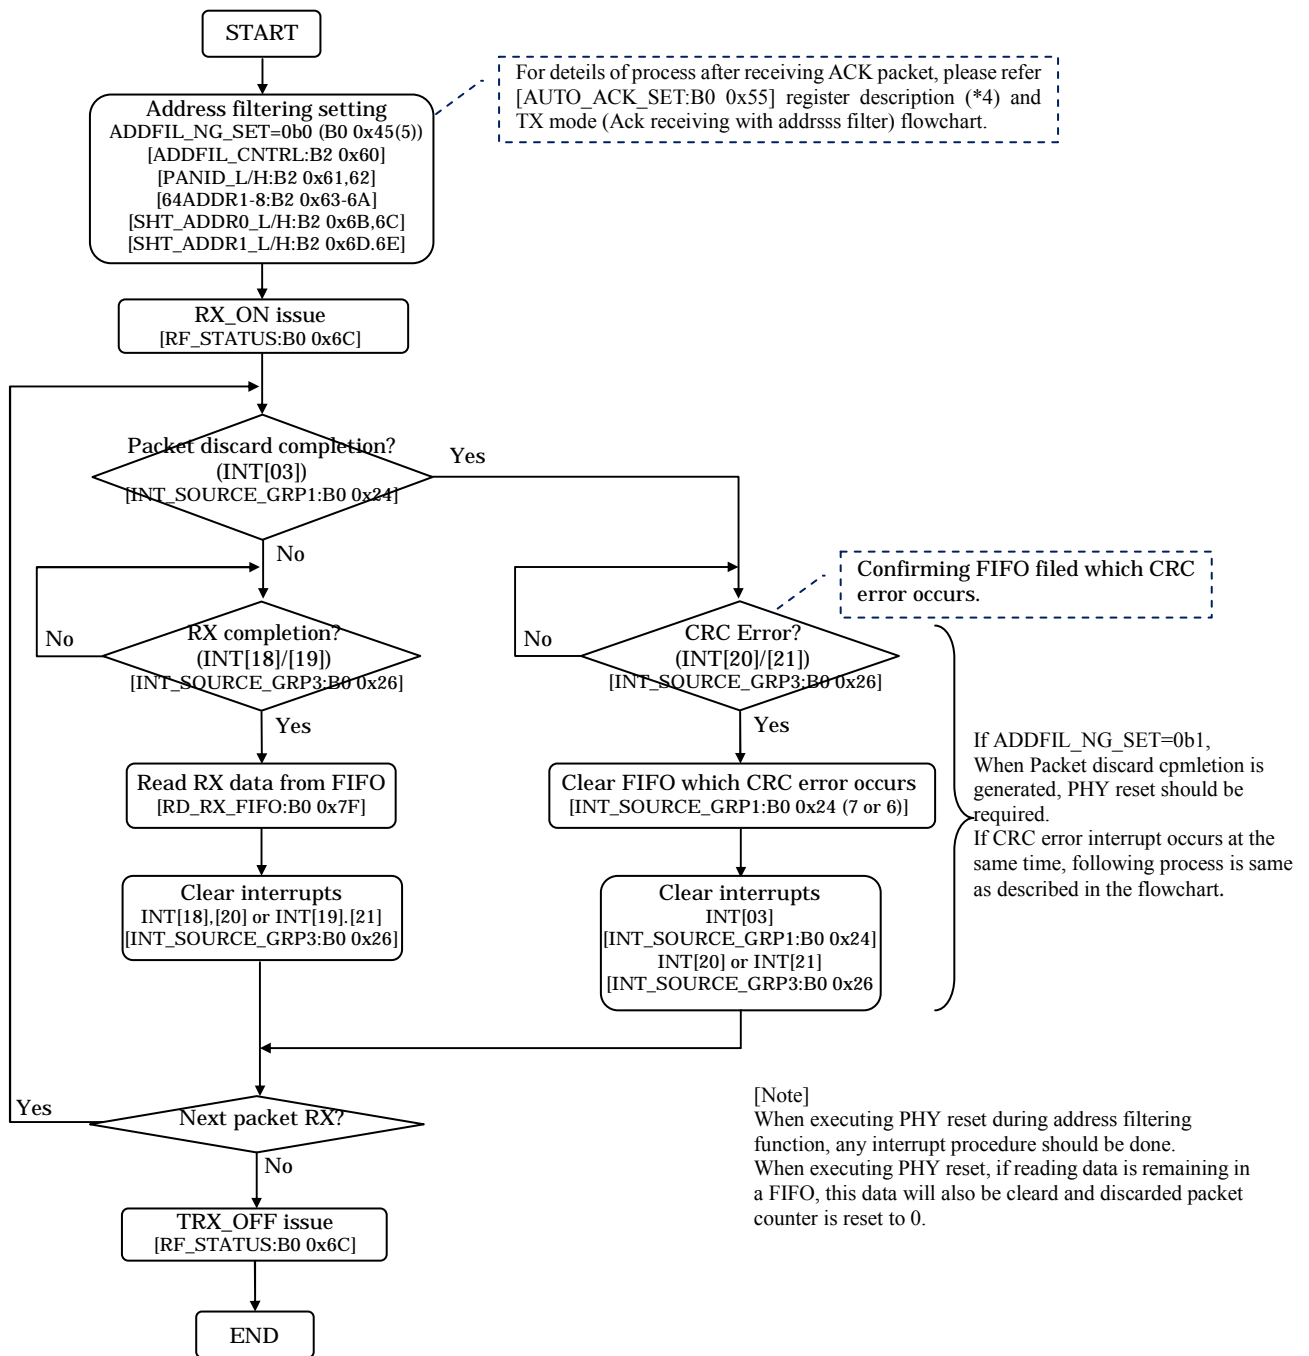 START
For deteils of process after receiving ACK packet, please refer
[AUTO_ACK_SET:B0 0x55] register description (*4) and
TX mode (Ack receiving with addrsss filter) flowchart.
Address filtering setting
ADDFIL_NG_SET=0b0 (B0 0x45(5))
[ADDFIL_CNTRL:B2 0x60]
[PANID_L/H:B2 0x61,62]
[64ADDR1-8:B2 0x63-6A]
[SHT_ADDR0_L/H:B2 0x6B,6C]
[SHT_ADDR1_L/H:B2 0x6D.6E]
RX_ON issue
[RF_STATUS:B0 0x6C]
Packet discard completion?
(INT[03])
[INT_SOURCE_GRP1:B0 0x24]
Yes
No
Confirming FIFO filed which CRC
error occurs.
No
RX completion?
(INT[18]/[19])
[INT_SOURCE_GRP3:B0 0x26]
Yes
No
CRC Error?
(INT[20]/[21])
[INT_SOURCE_GRP3:B0 0x26]
Yes
Read RX data from FIFO
[RD_RX_FIFO:B0 0x7F]
Clear FIFO which CRC error occurs
[INT_SOURCE_GRP1:B0 0x24 (7 or 6)]
If ADDFIL_NG_SET=0b1,
When Packet discard cpmletion is
generated, PHY reset should be
required.
If CRC error interrupt occurs at the
same time, following process is same
as described in the flowchart.
Clear interrupts
INT[18],[20] or INT[19].[21]
[INT_SOURCE_GRP3:B0 0x26]
Clear interrupts
INT[03]
[INT_SOURCE_GRP1:B0 0x24]
INT[20] or INT[21]
[INT_SOURCE_GRP3:B0 0x26
Yes
Next packet RX?
No
[Note]
When executing PHY reset during address filtering
function, any interrupt procedure should be done.
When executing PHY reset, if reading data is remaining in
a FIFO, this data will also be cleard and discarded packet
counter is reset to 0.
TRX_OFF issue
[RF_STATUS:B0 0x6C]
END